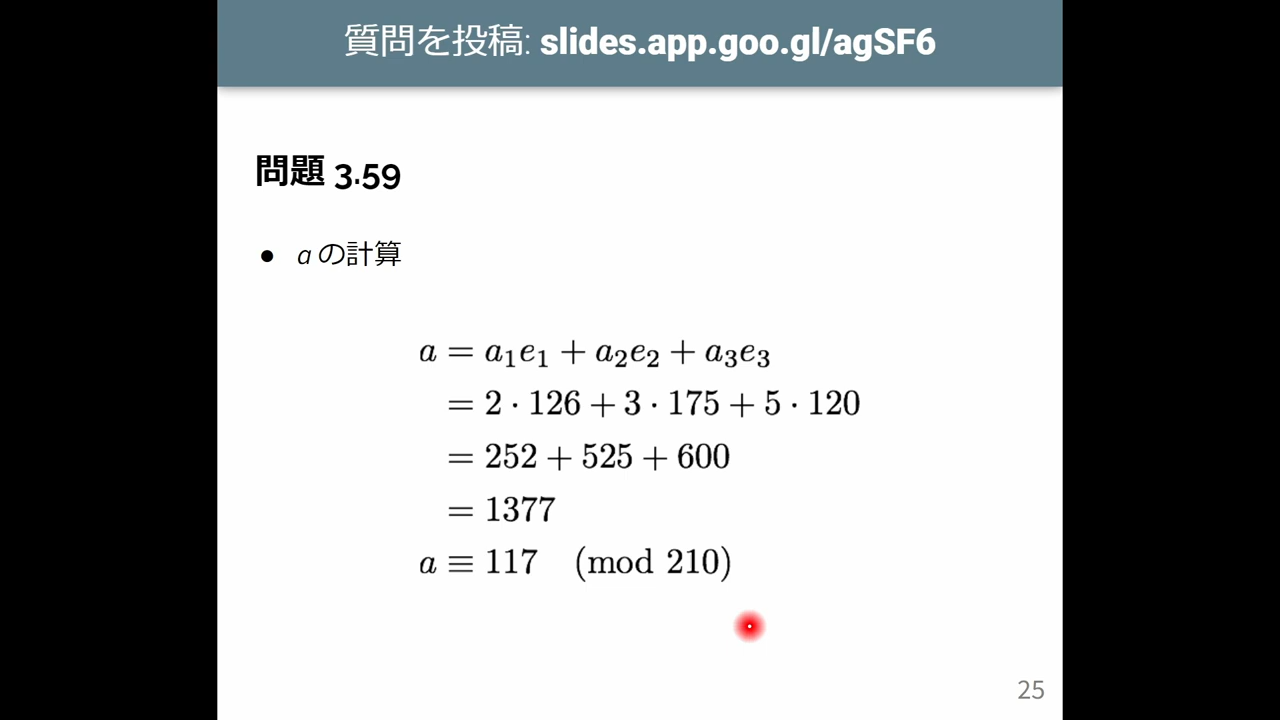 質問を投稿: slides.app.goo.gl/agSF6
問題 3.59
● a の計算
a = a₁e₁ + a₂e₂ + a₃e₃
= 2 · 126 + 3 · 175 + 5 · 120
= 252 + 525 + 600
= 1377
a ≡ 117 (mod 210)
25